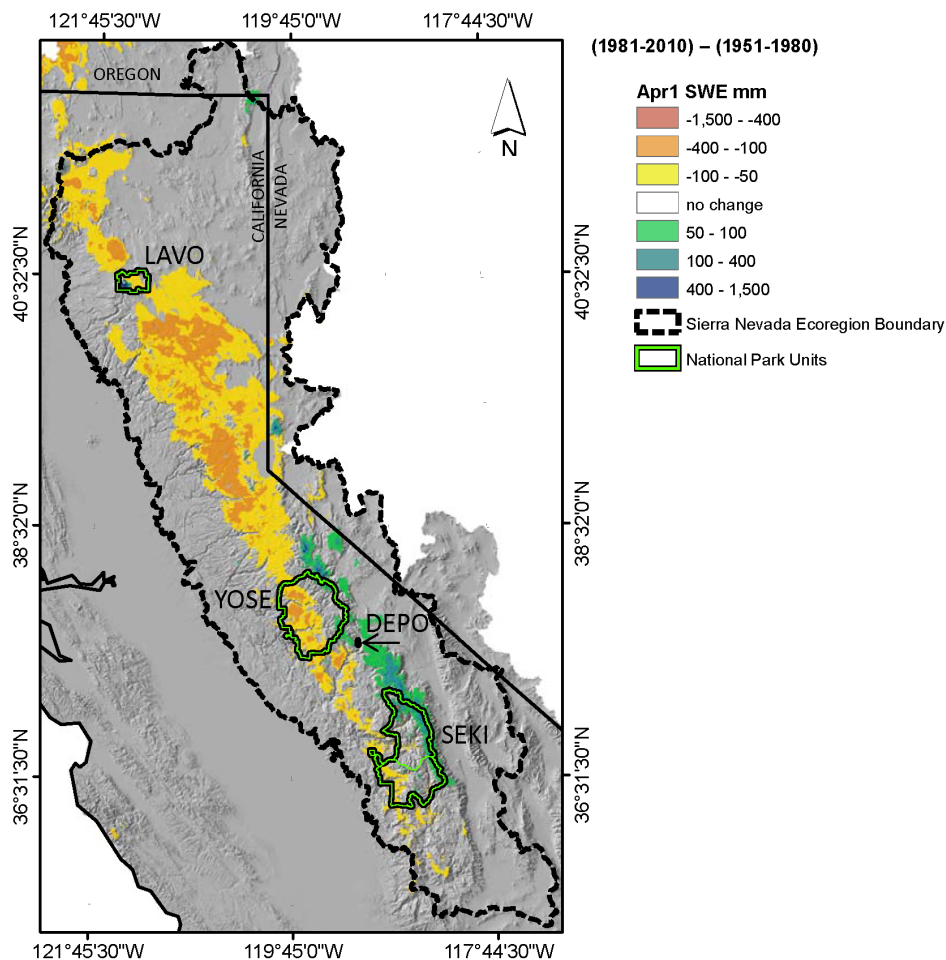 121°45'30"W
119°45'0"W
117°44'30"W
(1981-2010) – (1951-1980)
OREGON
Apr1 SWE mm
-1,500 - -400
-400 - -100
-100 - -50
no change
50 - 100
100 - 400
400 - 1,500
Sierra Nevada Ecoregion Boundary
National Park Units
N
CALIFORNIA
NEVADA
40°32'30"N
40°32'30"N
LAVO
38°32'0"N
38°32'0"N
YOSE
DEPO
SEKI
36°31'30"N
36°31'30"N
121°45'30"W
119°45'0"W
117°44'30"W